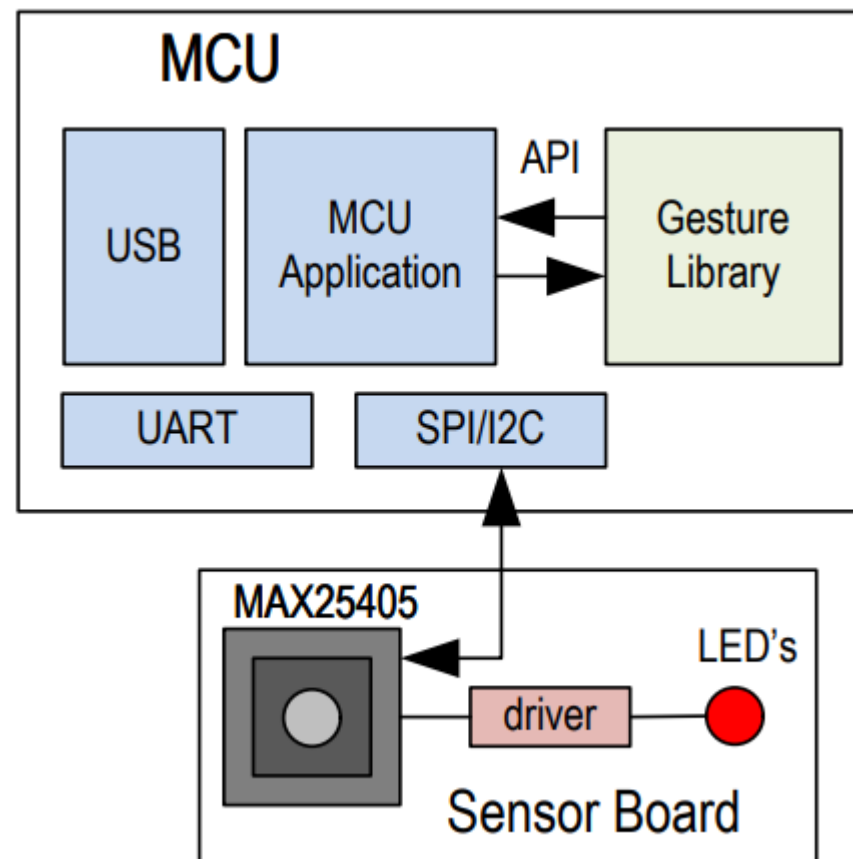 MCU
USB
MCU
Application
API
Gesture
Library
UART
SPI/I2C
MAX25405
LED's
driver
Sensor Board